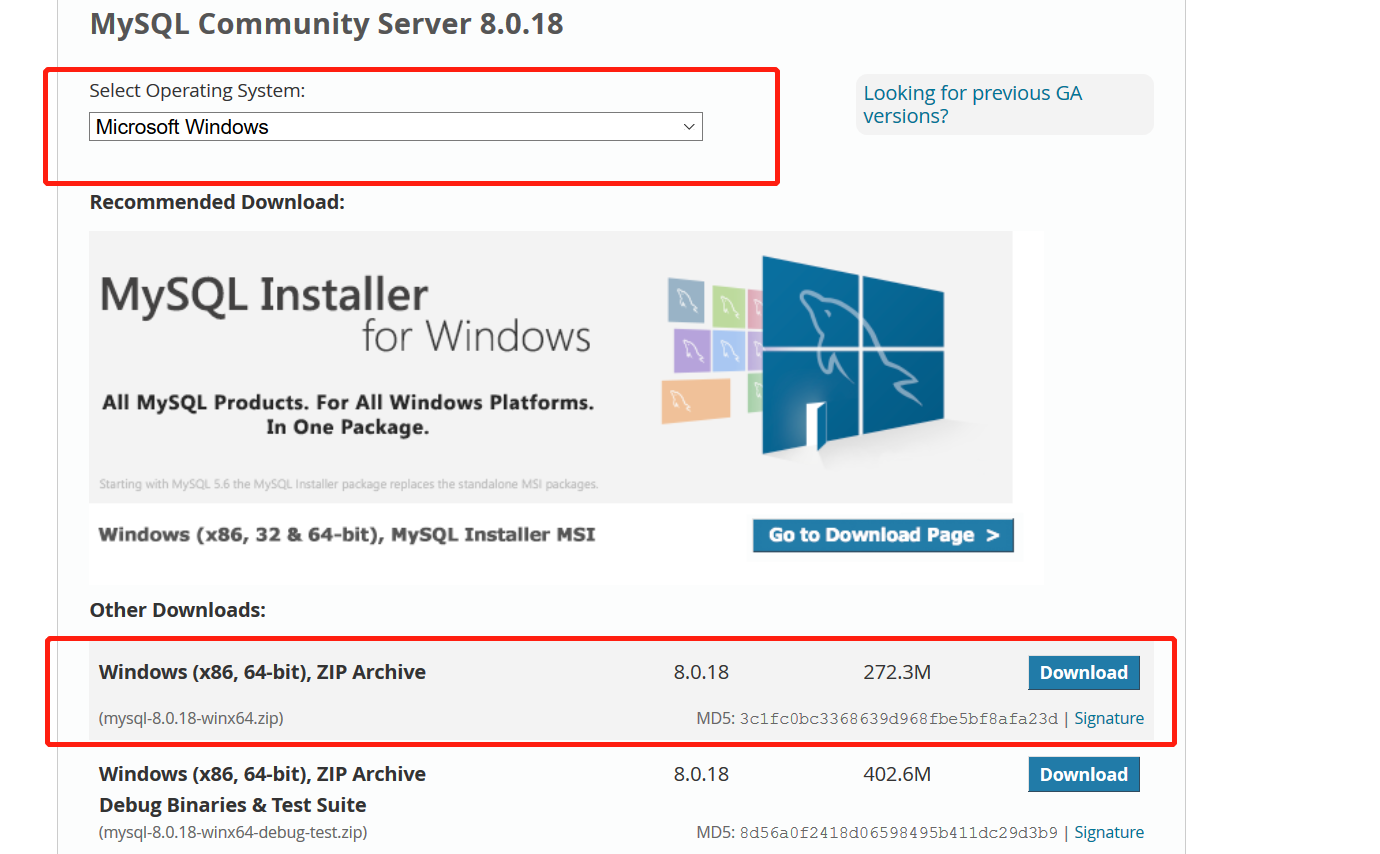 MySQL Community Server 8.0.18
Select Operating System:
Microsoft Windows
Looking for previous GA
versions?
Recommended Download:
MySQL Installer
for Windows
All MySQL Products. For All Windows Platforms.
In One Package.
Starting with MySQL 5.6 the MySQL Installer package replaces the standalone MSI packages.
Windows (x86, 32 & 64-bit), MySQL Installer MSI
Go to Download Page >
Other Downloads:
Windows (x86, 64-bit), ZIP Archive 8.0.18 272.3M Download
(mysql-8.0.18-winx64.zip) MD5: 3c1fc0bc3368639d968fbe5bf8afa23d | Signature
Windows (x86, 64-bit), ZIP Archive 8.0.18 402.6M Download
Debug Binaries & Test Suite
(mysql-8.0.18-winx64-debug-test.zip) MD5: 8d56a0f2418d06598495b411dc29d3b9 | Signature